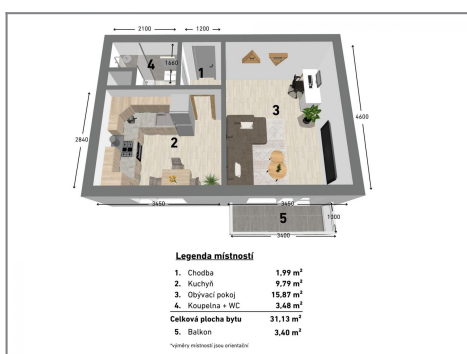 2100
1200
4
1660
1
3
4600
2840
2
3450
3450
5
1000
3400
Legenda místností
1. Chodba 1,99 m²
2. Kuchyň 9,79 m²
3. Obývací pokoj 15,87 m²
4. Koupelna + WC 3,48 m²
Celková plocha bytu 31,13 m²
5. Balkon 3,40 m²
*výměry místností jsou orientační